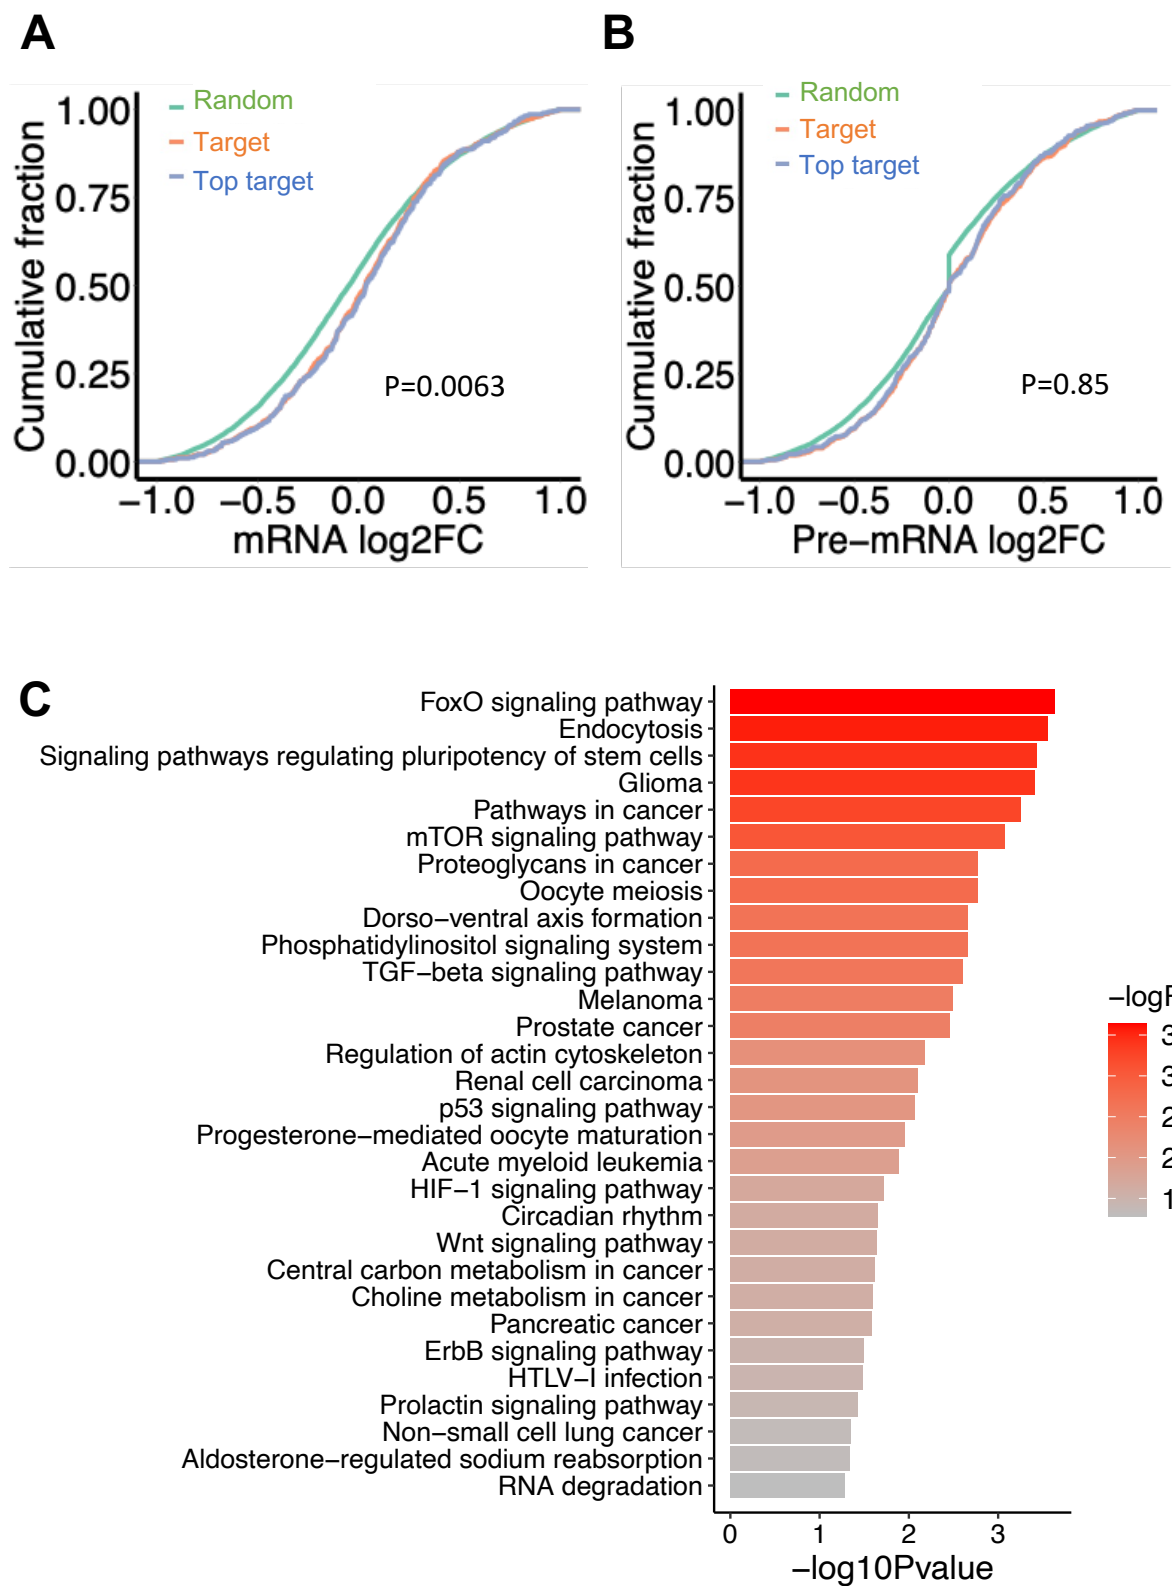 A
Random
Target
Top target
1.00
0.75
0.50
0.25
0.00
Cumulative fraction
P=0.0063
−1.0 −0.5 0.0 0.5 1.0
mRNA log2FC
B
Random
Target
Top target
1.00
0.75
0.50
0.25
0.00
Cumulative fraction
P=0.85
−1.0 −0.5 0.0 0.5 1.0
Pre−mRNA log2FC
C
FoxO signaling pathway
Endocytosis
Signaling pathways regulating pluripotency of stem cells
Glioma
Pathways in cancer
mTOR signaling pathway
Proteoglycans in cancer
Oocyte meiosis
Dorso−ventral axis formation
Phosphatidylinositol signaling system
TGF−beta signaling pathway
Melanoma
Prostate cancer
Regulation of actin cytoskeleton
Renal cell carcinoma
p53 signaling pathway
Progesterone−mediated oocyte maturation
Acute myeloid leukemia
HIF−1 signaling pathway
Circadian rhythm
Wnt signaling pathway
Central carbon metabolism in cancer
Choline metabolism in cancer
Pancreatic cancer
ErbB signaling pathway
HTLV−I infection
Prolactin signaling pathway
Non−small cell lung cancer
Aldosterone−regulated sodium reabsorption
RNA degradation
0 1 2 3
−log10Pvalue
3
3
2
2
1